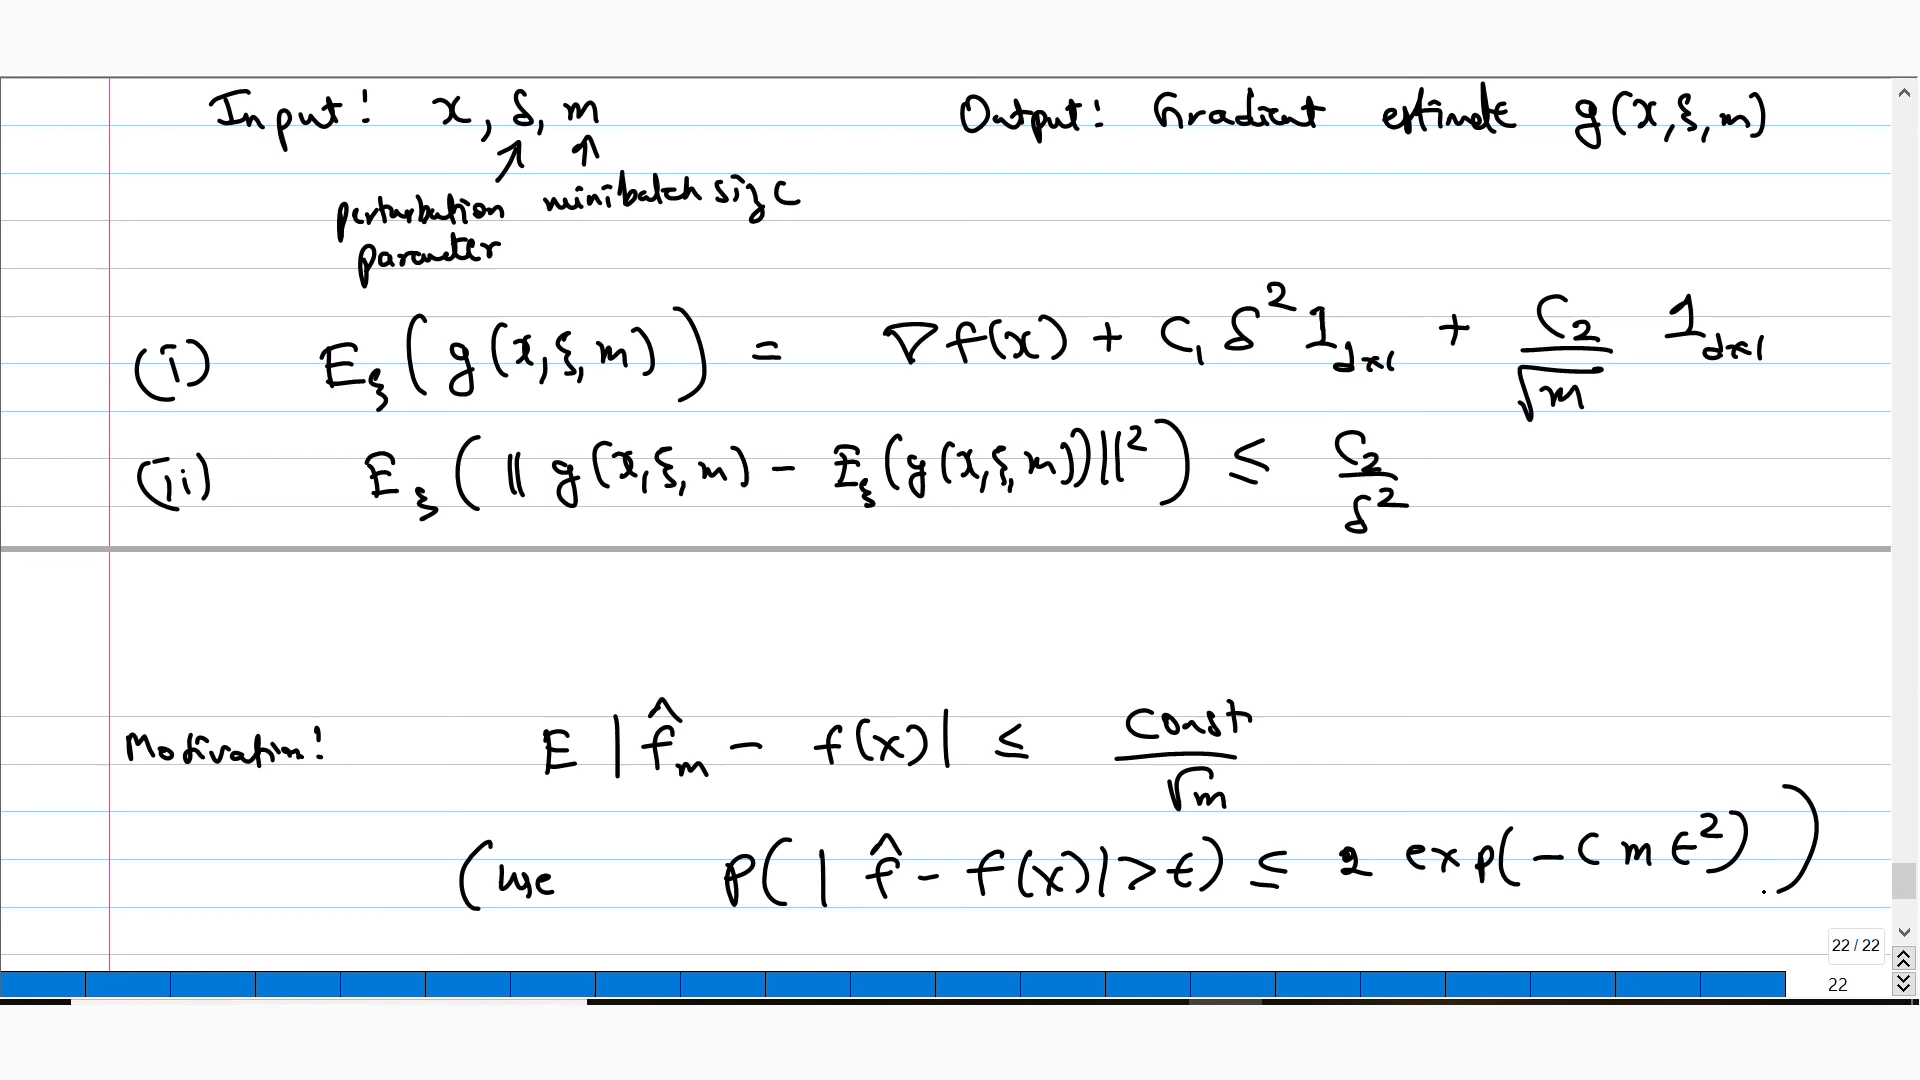 Input: x, δ, m Output: Gradient estimate g(x,ξ,m)
perturbation parameter minibatch size
(i) E_ξ(g(x,ξ,m)) = ∇f(x) + C₁ δ² 1_{d×1} + C₂/√m 1_{d×1}
(ii) E_ξ(‖g(x,ξ,m) - E_ξ(g(x,ξ,m))‖²) ≤ C₂/δ²
Motivation: E|f̂_m - f(x)| ≤ Const/√m
(use P(|f̂ - f(x)| > ϵ) ≤ 2 exp(-c m ϵ²).)
22 / 22
22